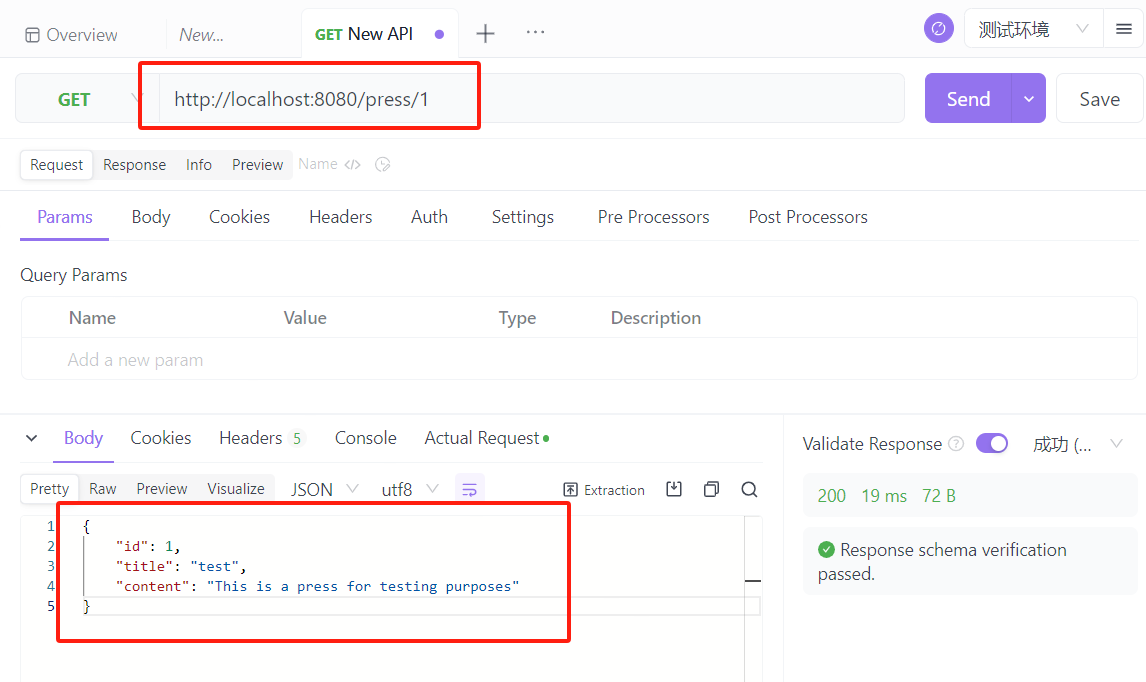 Overview New... GET New API 测试环境
GET http://localhost:8080/press/1 Send Save
Request Response Info Preview Name </>
Params Body Cookies Headers Auth Settings Pre Processors Post Processors
Query Params
Name Value Type Description
Add a new param
Body Cookies Headers 5 Console Actual Request
Validate Response ? 成功 (...
Pretty Raw Preview Visualize JSON utf8 Extraction
200 19 ms 72 B
1 {
2 "id": 1,
3 "title": "test",
4 "content": "This is a press for testing purposes"
5 }
Response schema verification
passed.